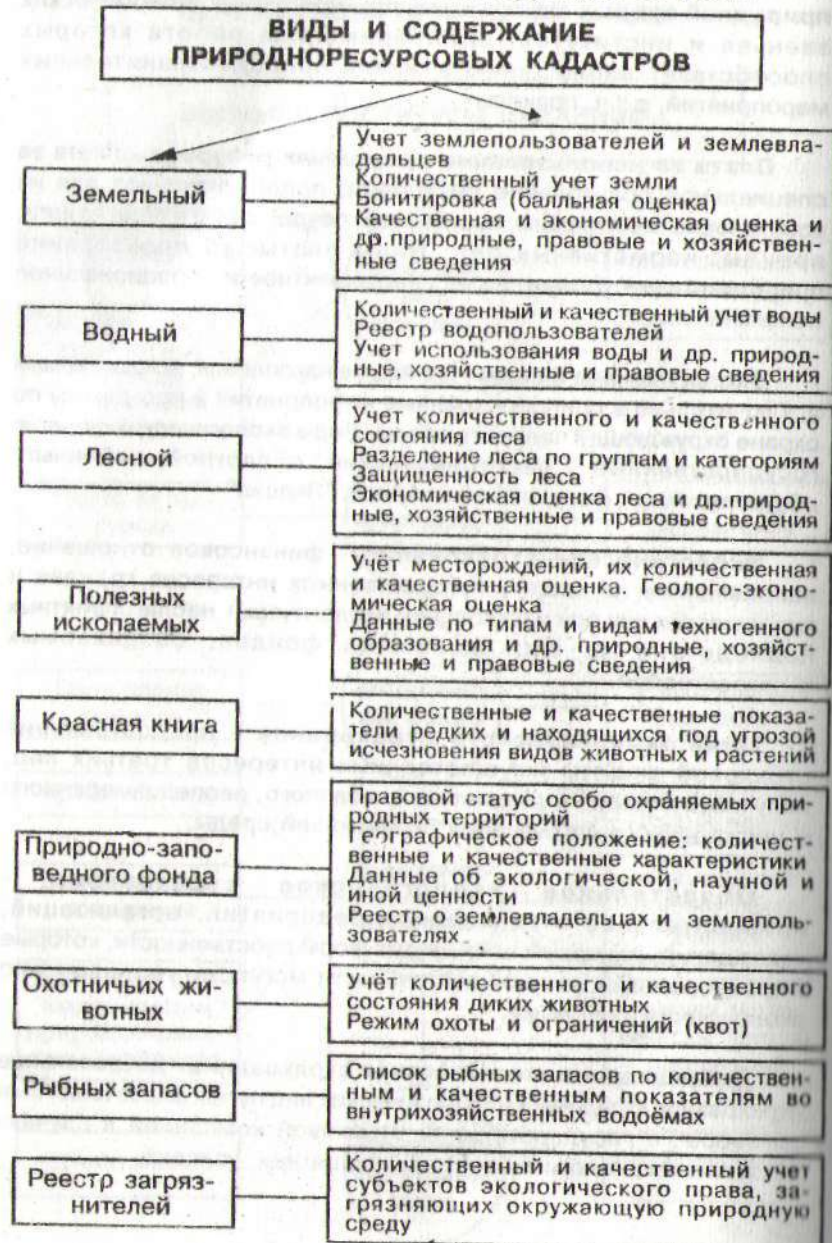 ВИДЫ И СОДЕРЖАНИЕ
ПРИРОДНОРЕСУРСОВЫХ КАДАСТРОВ
Земельный
Учет землепользователей и землевла-
дельцев
Количественный учет земли
Бонитировка (балльная оценка)
Качественная и экономическая оценка и
др.природные, правовые и хозяйствен-
ные сведения
Водный
Количественный и качественный учет воды
Реестр водопользователей
Учет использования воды и др. природ-
ные, хозяйственные и правовые сведения
Лесной
Учет количественного и качественного
состояния леса
Разделение леса по группам и категориям
Защищенность леса
Экономическая оценка леса и др.природ-
ные, хозяйственные и правовые сведения
Полезных
ископаемых
Учёт месторождений, их количественная
и качественная оценка. Геолого-эконо-
мическая оценка
Данные по типам и видам техногенного
образования и др. природные, хозяйст-
венные и правовые сведения
Красная книга
Количественные и качественные показа-
тели редких и находящихся под угрозой
исчезновения видов животных и растений
Природно-запо-
ведного фонда
Правовой статус особо охраняемых при-
родных территорий
Географическое положение: количест-
венные и качественные характеристики
Данные об экологической, научной и
иной ценности
Реестр о землевладельцах и землеполь-
зователях
Охотничьих жи-
вотных
Учёт количественного и качественного
состояния диких животных
Режим охоты и ограничений (квот)
Рыбных запасов
Список рыбных запасов по количествен-
ным и качественным показателям во
внутрихозяйственных водоёмах
Реестр загряз-
нителей
Количественный и качественный учет
субъектов экологического права, за-
грязняющих окружающую природную
среду